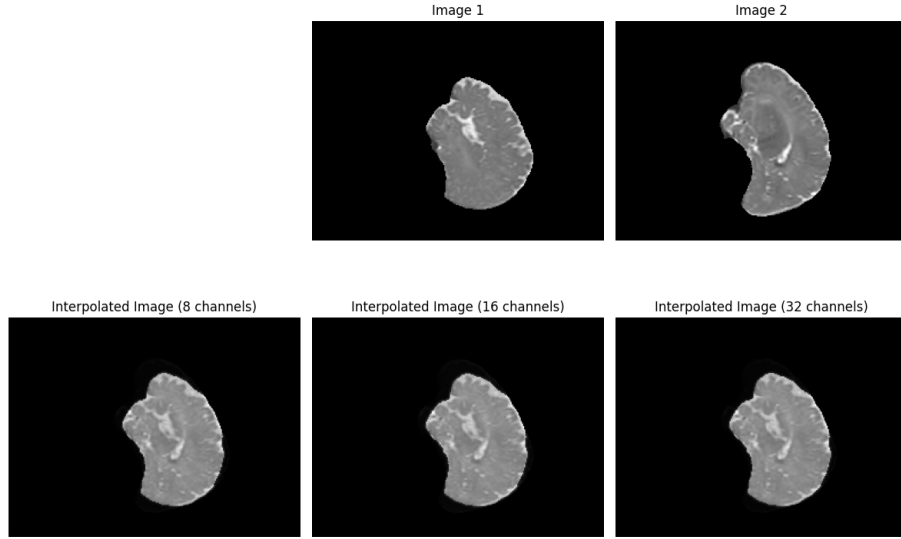 Image 1
Image 2
Interpolated Image (8 channels)
Interpolated Image (16 channels)
Interpolated Image (32 channels)